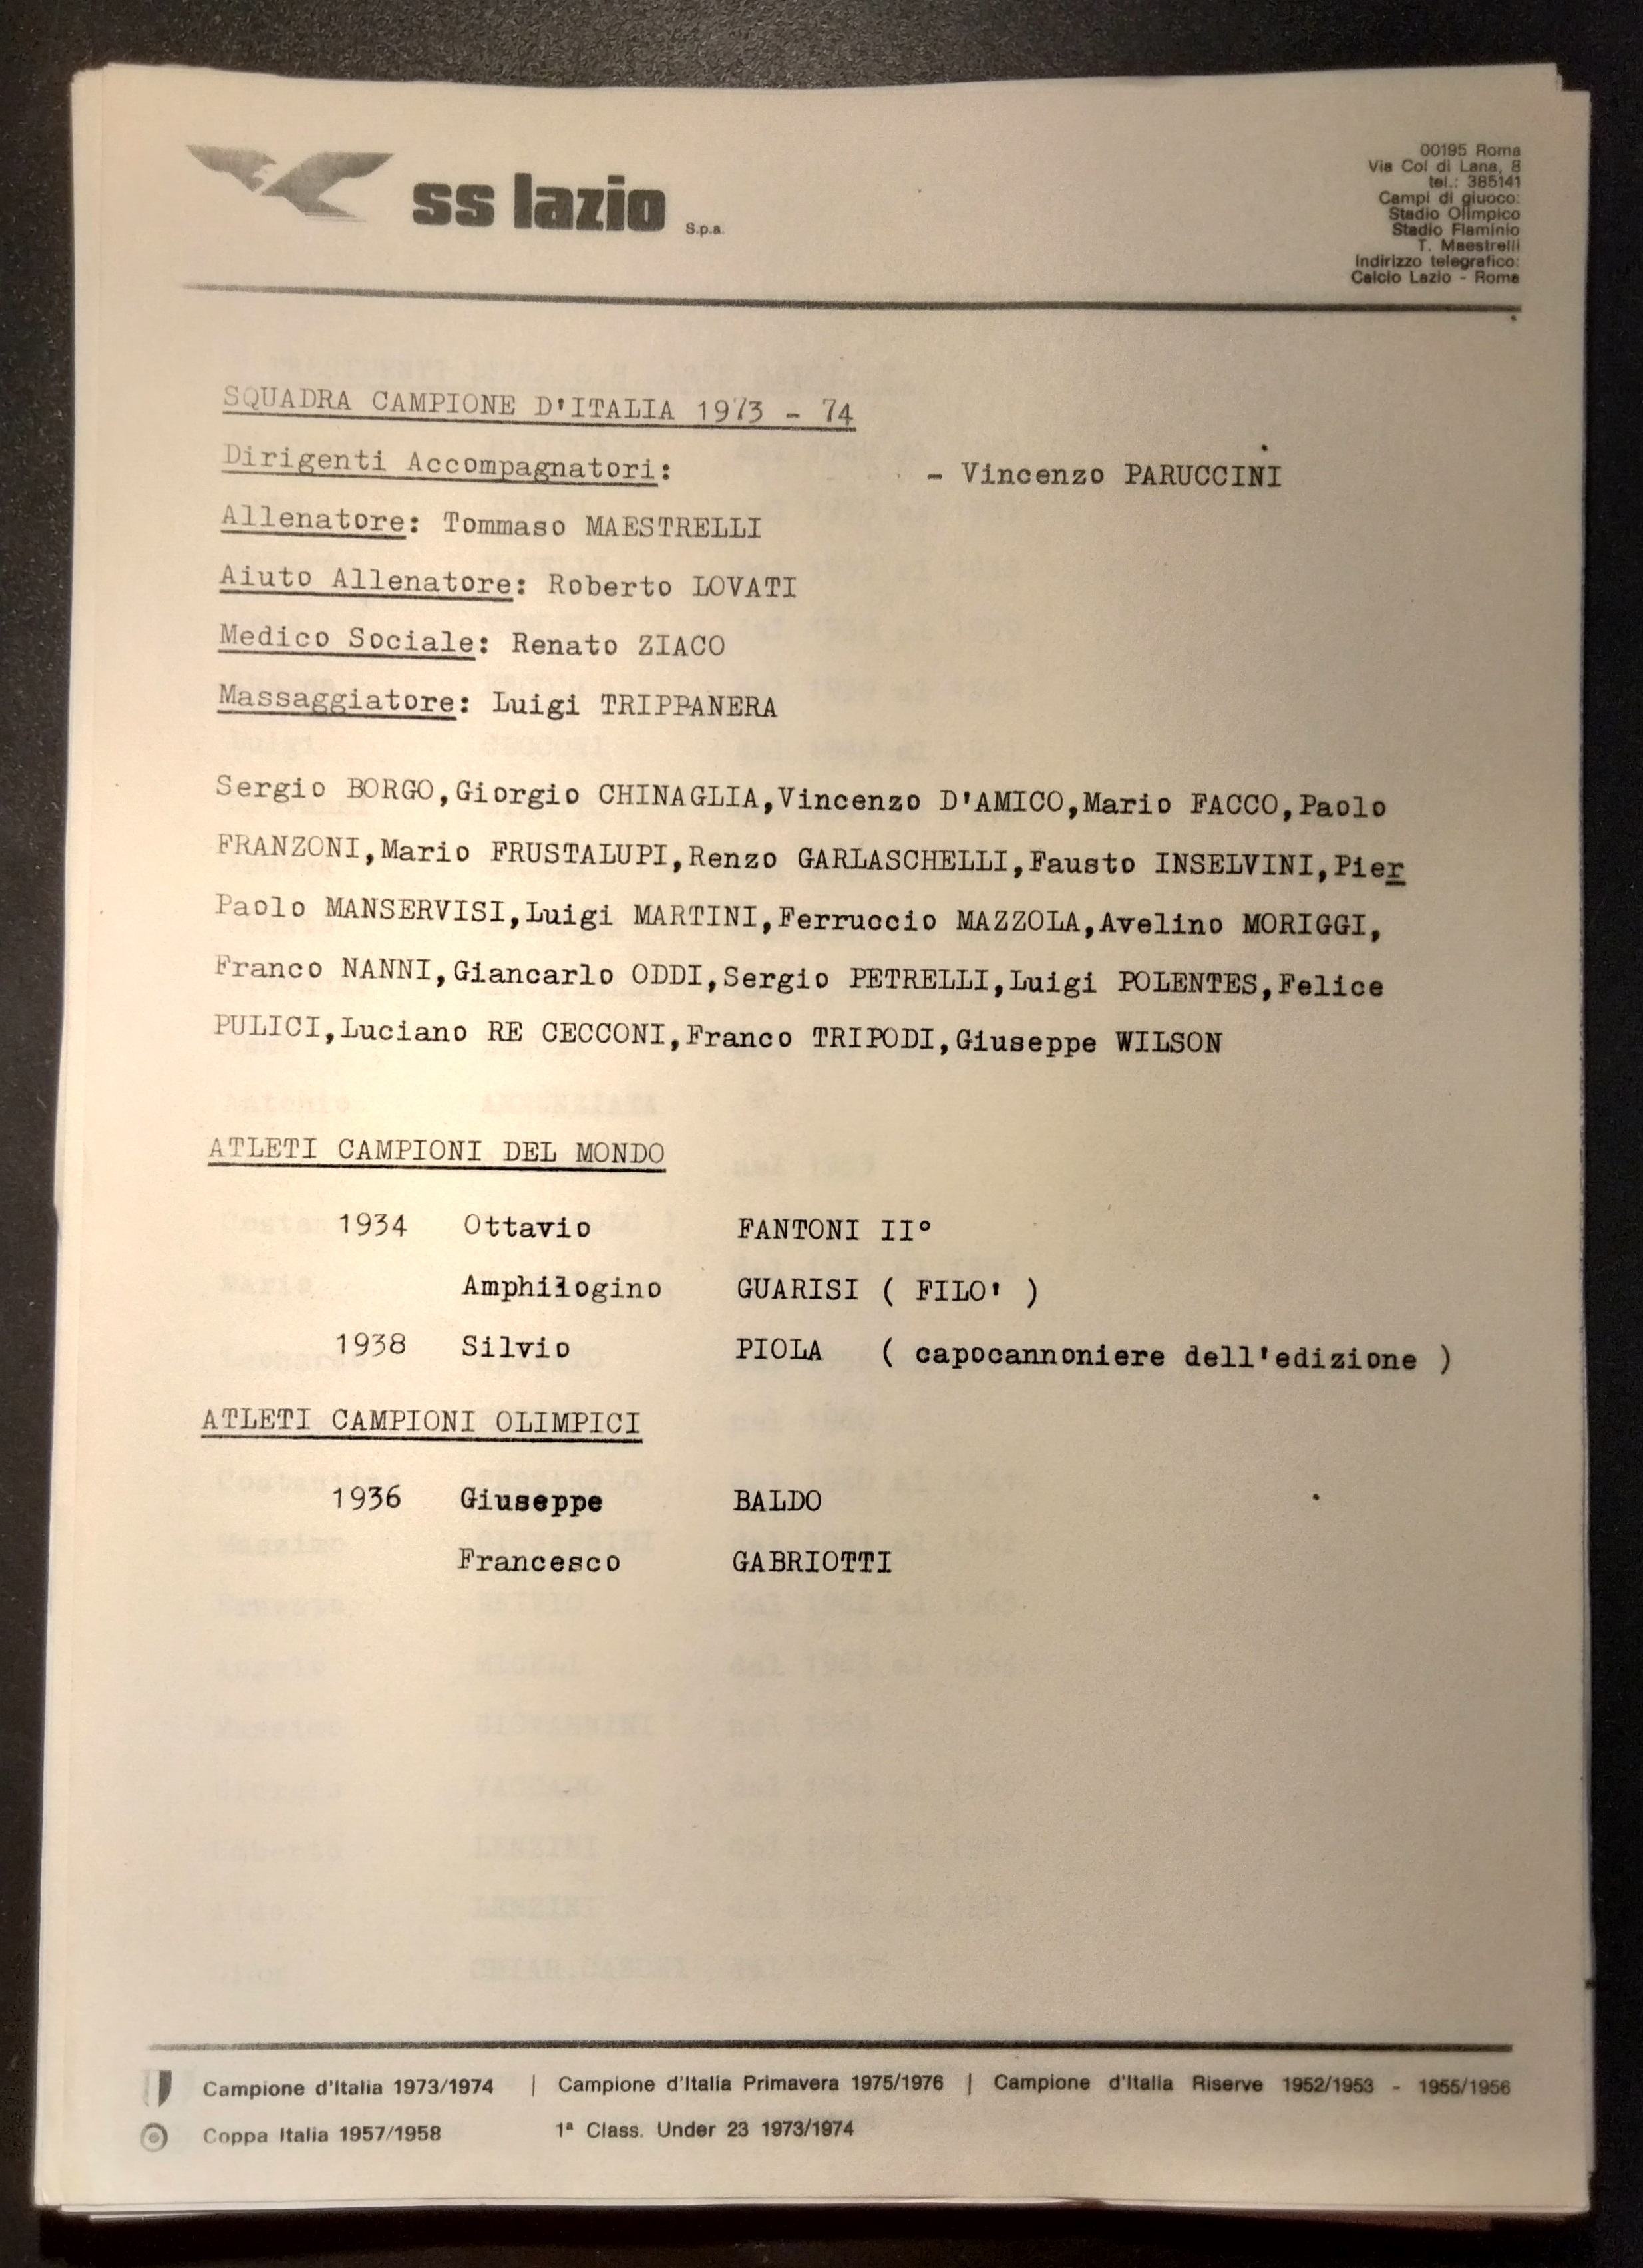 ss lazio S.p.a.
00195 Roma
Via Col di Lana, 8
tel.: 385141
Campi di giuoco:
Stadio Olimpico
Stadio Flaminio
T. Maestrelli
Indirizzo telegrafico:
Calcio Lazio - Roma
SQUADRA CAMPIONE D'ITALIA 1973 - 74
Dirigenti Accompagnatori: - Vincenzo PARUCCINI
Allenatore: Tommaso MAESTRELLI
Aiuto Allenatore: Roberto LOVATI
Medico Sociale: Renato ZIACO
Massaggiatore: Luigi TRIPPANERA
Sergio BORGO,Giorgio CHINAGLIA,Vincenzo D'AMICO,Mario FACCO,Paolo
FRANZONI,Mario FRUSTALUPI,Renzo GARLASCHELLI,Fausto INSELVINI,Pier
Paolo MANSERVISI,Luigi MARTINI,Ferruccio MAZZOLA,Avelino MORIGGI,
Franco NANNI,Giancarlo ODDI,Sergio PETRELLI,Luigi POLENTES,Felice
PULICI,Luciano RE CECCONI,Franco TRIPODI,Giuseppe WILSON
ATLETI CAMPIONI DEL MONDO
1934 Ottavio FANTONI II°
Amphilogino GUARISI ( FILO' )
1938 Silvio PIOLA ( capocannoniere dell'edizione )
ATLETI CAMPIONI OLIMPICI
1936 Giuseppe BALDO
Francesco GABRIOTTI
Campione d'Italia 1973/1974 | Campione d'Italia Primavera 1975/1976 | Campione d'Italia Riserve 1952/1953 - 1955/1956
Coppa Italia 1957/1958 1ª Class. Under 23 1973/1974